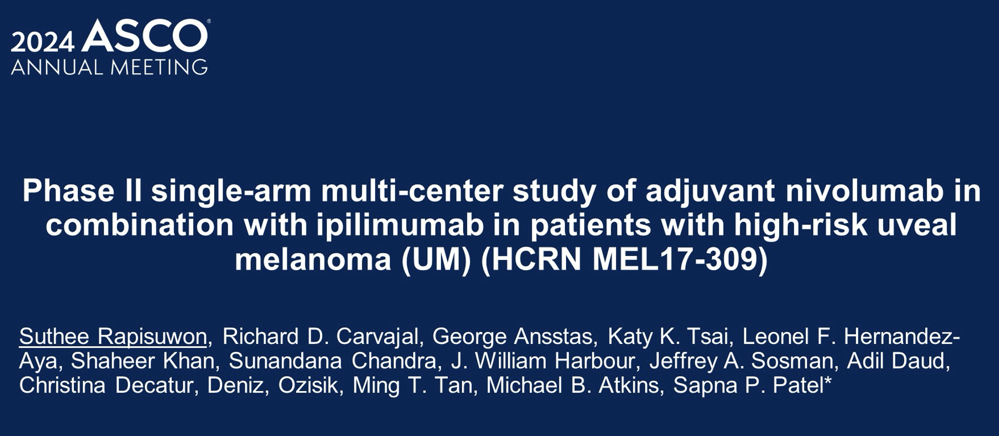 2024 ASCO®
ANNUAL MEETING
Phase II single-arm multi-center study of adjuvant nivolumab in
combination with ipilimumab in patients with high-risk uveal
melanoma (UM) (HCRN MEL17-309)
Suthee Rapisuwon, Richard D. Carvajal, George Ansstas, Katy K. Tsai, Leonel F. Hernandez-
Aya, Shaheer Khan, Sunandana Chandra, J. William Harbour, Jeffrey A. Sosman, Adil Daud,
Christina Decatur, Deniz, Ozisik, Ming T. Tan, Michael B. Atkins, Sapna P. Patel*